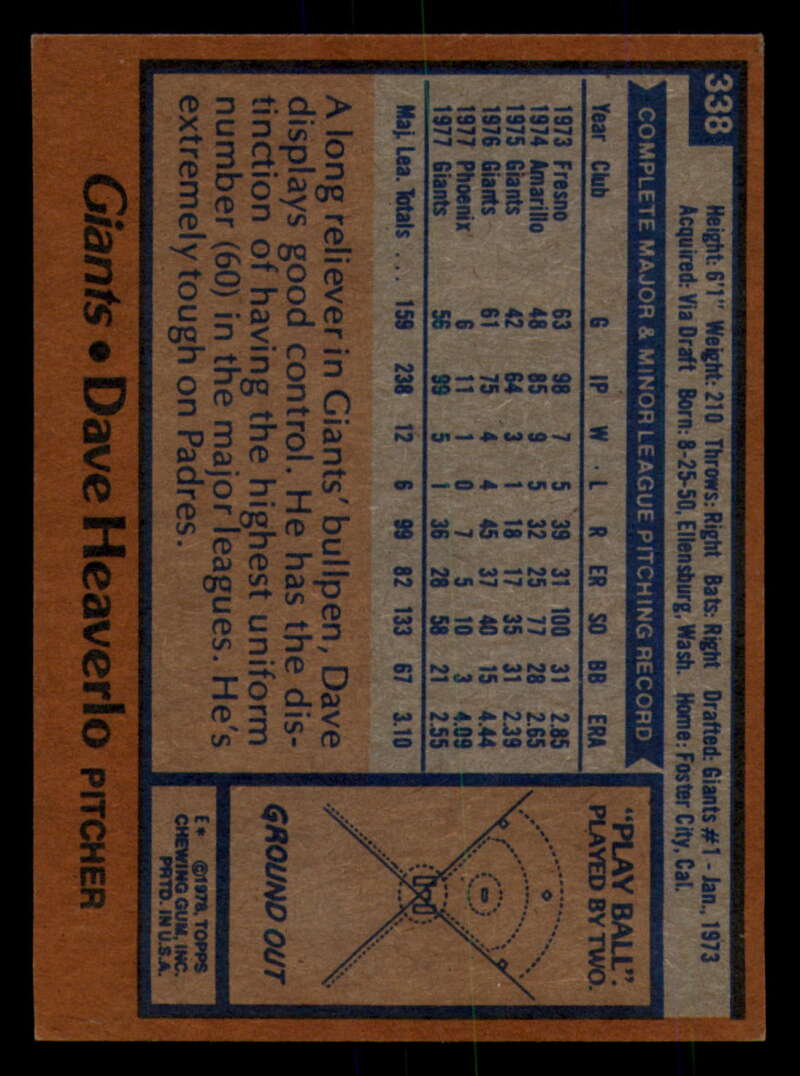 338
Height: 6'1" Weight: 210 Throws: Right Bats: Right Drafted: Giants #1 - Jan., 1973
Acquired: Via Draft Born: 8-25-50, Ellensburg, Wash. Home: Foster City, Cal.
COMPLETE MAJOR & MINOR LEAGUE PITCHING RECORD
Year Club G IP W L R ER SO BB ERA
1973 Fresno 63 98 7 5 39 31 100 31 2.85
1974 Amarillo 48 85 9 5 32 25 77 28 2.65
1975 Giants 42 64 3 1 18 17 35 31 2.39
1976 Giants 61 75 4 4 45 37 40 15 4.44
1977 Phoenix 6 11 1 0 7 5 10 3 4.09
1977 Giants 56 99 5 1 36 28 58 21 2.55
Maj. Lea. Totals ... 159 238 12 6 99 82 133 67 3.10
A long reliever in Giants' bullpen, Dave
displays good control. He has the dis-
tinction of having the highest uniform
number (60) in the major leagues. He's
extremely tough on Padres.
"PLAY BALL"
PLAYED BY TWO.
GROUND OUT
E* ©1978, TOPPS
CHEWING GUM, INC.
PRTD. IN U.S.A.
Giants • Dave Heaverlo PITCHER